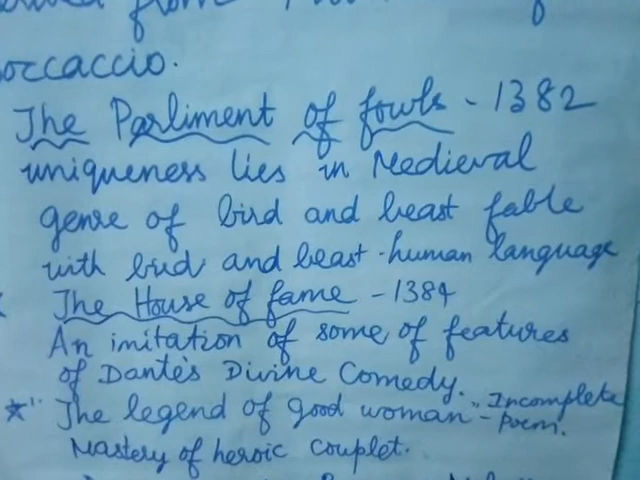 from
occaccio.
The Parliment of fowls - 1382
uniqueness lies in Medieval
genre of bird and beast fable
with bird and beast-human language
The House of fame - 1384
An imitation of some of features
of Dante's Divine Comedy.
The legend of good woman - Incomplete Poem.
Mastery of heroic couplet.